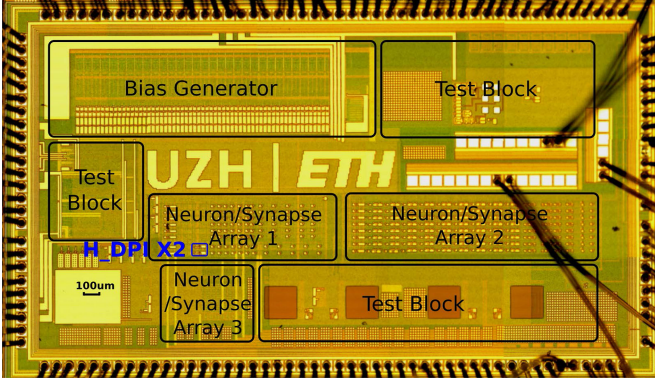 Bias Generator
Test Block
Test
Block
UZH | ETH
Neuron/Synapse
Array 1
Neuron/Synapse
Array 2
H_DPI X2
100um
Neuron
/Synapse
Array 3
Test Block